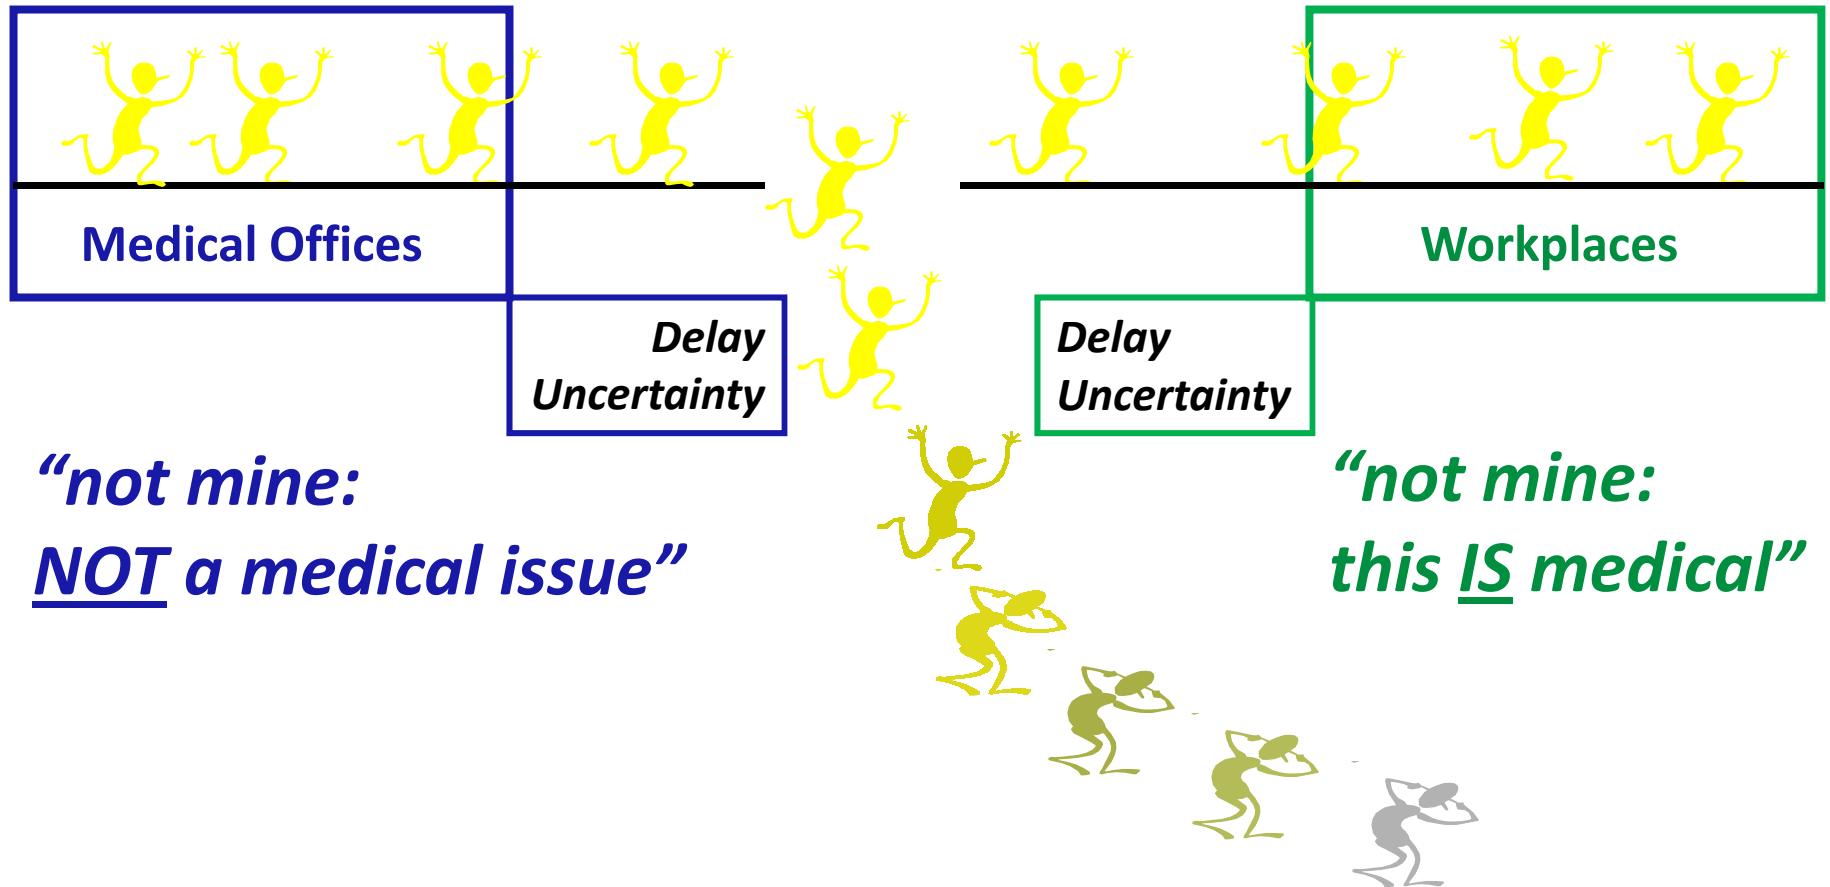 Medical Offices
Workplaces
Delay
Uncertainty
Delay
Uncertainty
“not mine:
NOT a medical issue”
“not mine:
this IS medical”